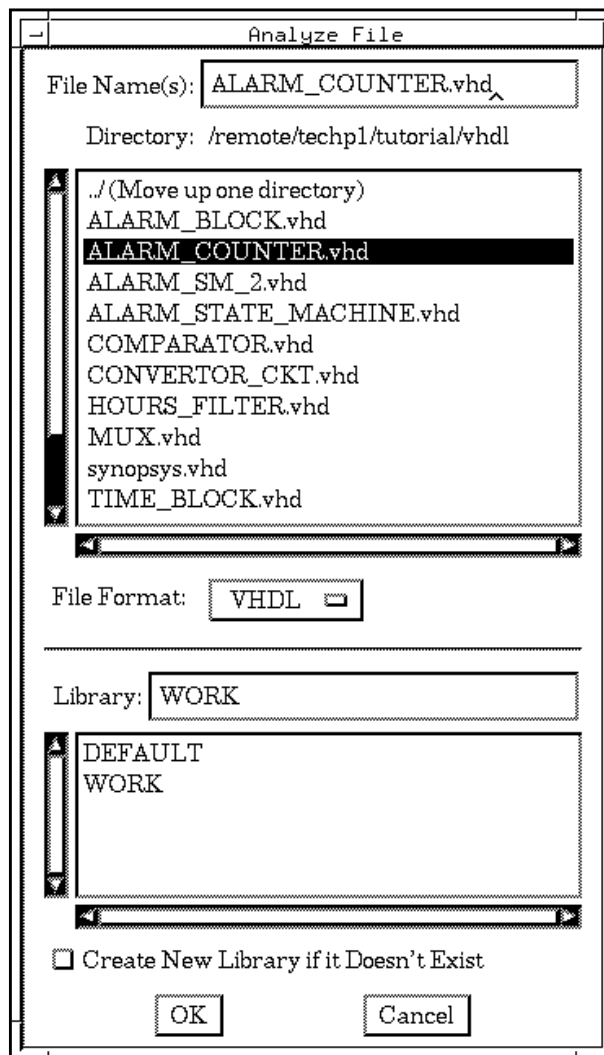 Analyze File
File Name(s): ALARM_COUNTER.vhd
Directory: /remote/techp1/tutorial/vhdl
../ (Move up one directory)
ALARM_BLOCK.vhd
ALARM_COUNTER.vhd
ALARM_SM_2.vhd
ALARM_STATE_MACHINE.vhd
COMPARATOR.vhd
CONVERTOR_CKT.vhd
HOURS_FILTER.vhd
MUX.vhd
synopsys.vhd
TIME_BLOCK.vhd
File Format: VHDL
Library: WORK
DEFAULT
WORK
Create New Library if it Doesn't Exist
OK Cancel